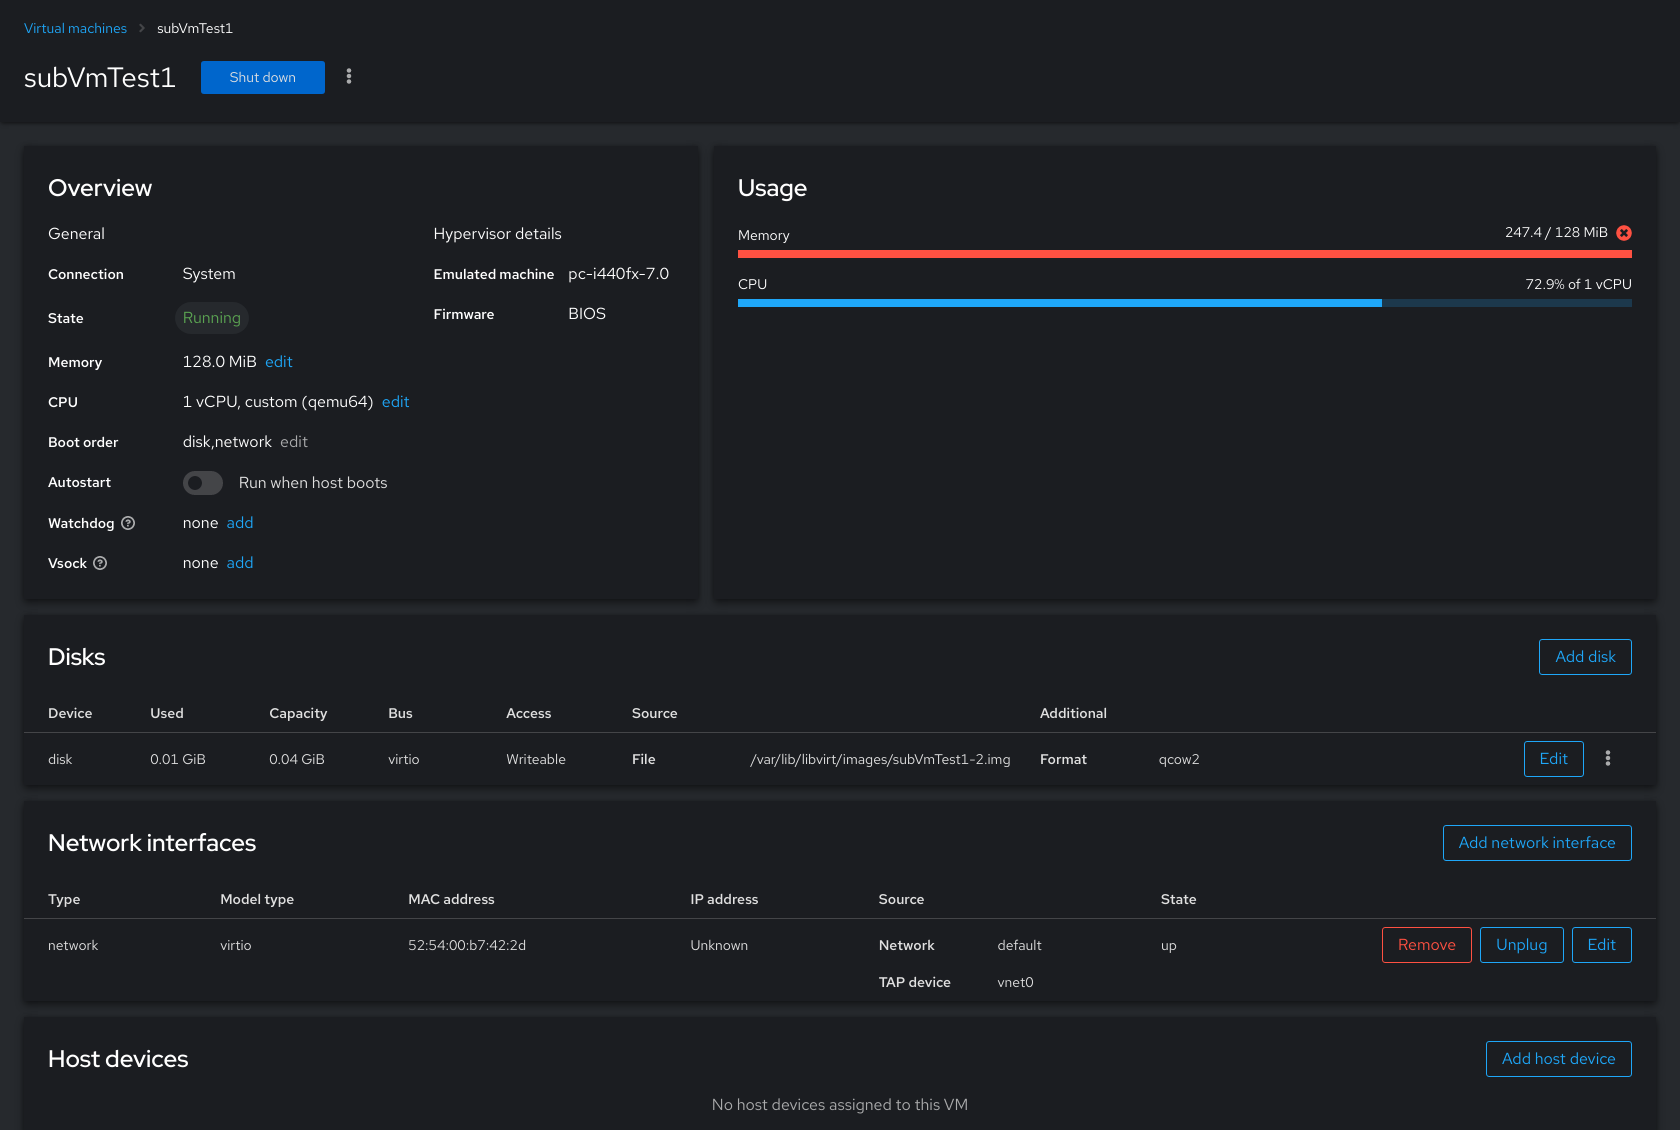 Virtual machines > subVmTest1
subVmTest1 Shut down
Overview
General
Connection System
State Running
Memory 128.0 MiB edit
CPU 1 vCPU, custom (qemu64) edit
Boot order disk,network edit
Autostart Run when host boots
Watchdog none add
Vsock none add
Hypervisor details
Emulated machine pc-i440fx-7.0
Firmware BIOS
Usage
Memory 247.4 / 128 MiB
CPU 72.9% of 1 vCPU
Disks Add disk
Device Used Capacity Bus Access Source Additional
disk 0.01 GiB 0.04 GiB virtio Writeable File /var/lib/libvirt/images/subVmTest1-2.img Format qcow2 Edit
Network interfaces Add network interface
Type Model type MAC address IP address Source State
network virtio 52:54:00:b7:42:2d Unknown Network default up Remove Unplug Edit
TAP device vnet0
Host devices Add host device
No host devices assigned to this VM